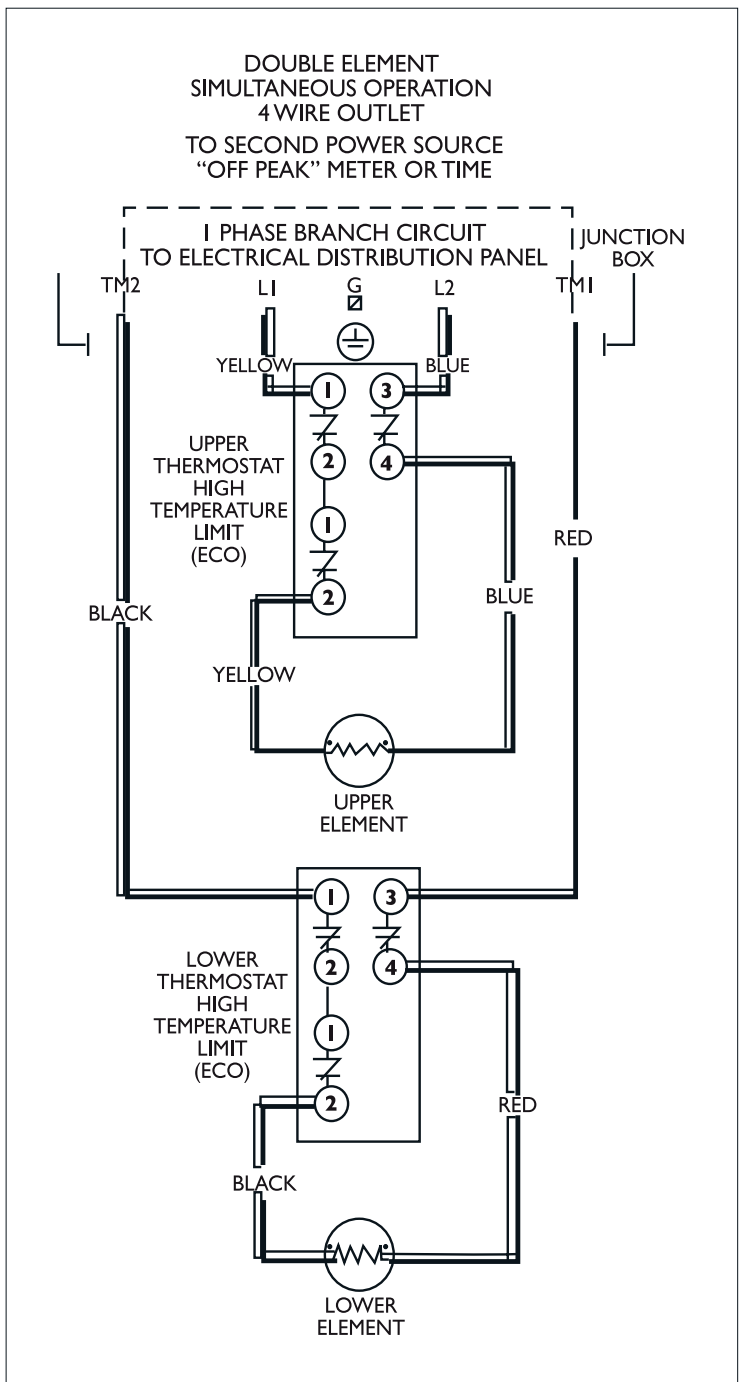 DOUBLE ELEMENT
SIMULTANEOUS OPERATION
4 WIRE OUTLET
TO SECOND POWER SOURCE
“OFF PEAK” METER OR TIME
1 PHASE BRANCH CIRCUIT
TO ELECTRICAL DISTRIBUTION PANEL
JUNCTION
BOX
TM2
L1
G
L2
TM1
YELLOW
BLUE
1
3
2
4
1
2
UPPER
THERMOSTAT
HIGH
TEMPERATURE
LIMIT
(ECO)
RED
BLUE
BLACK
YELLOW
UPPER
ELEMENT
1
3
2
4
1
2
LOWER
THERMOSTAT
HIGH
TEMPERATURE
LIMIT
(ECO)
RED
BLACK
LOWER
ELEMENT